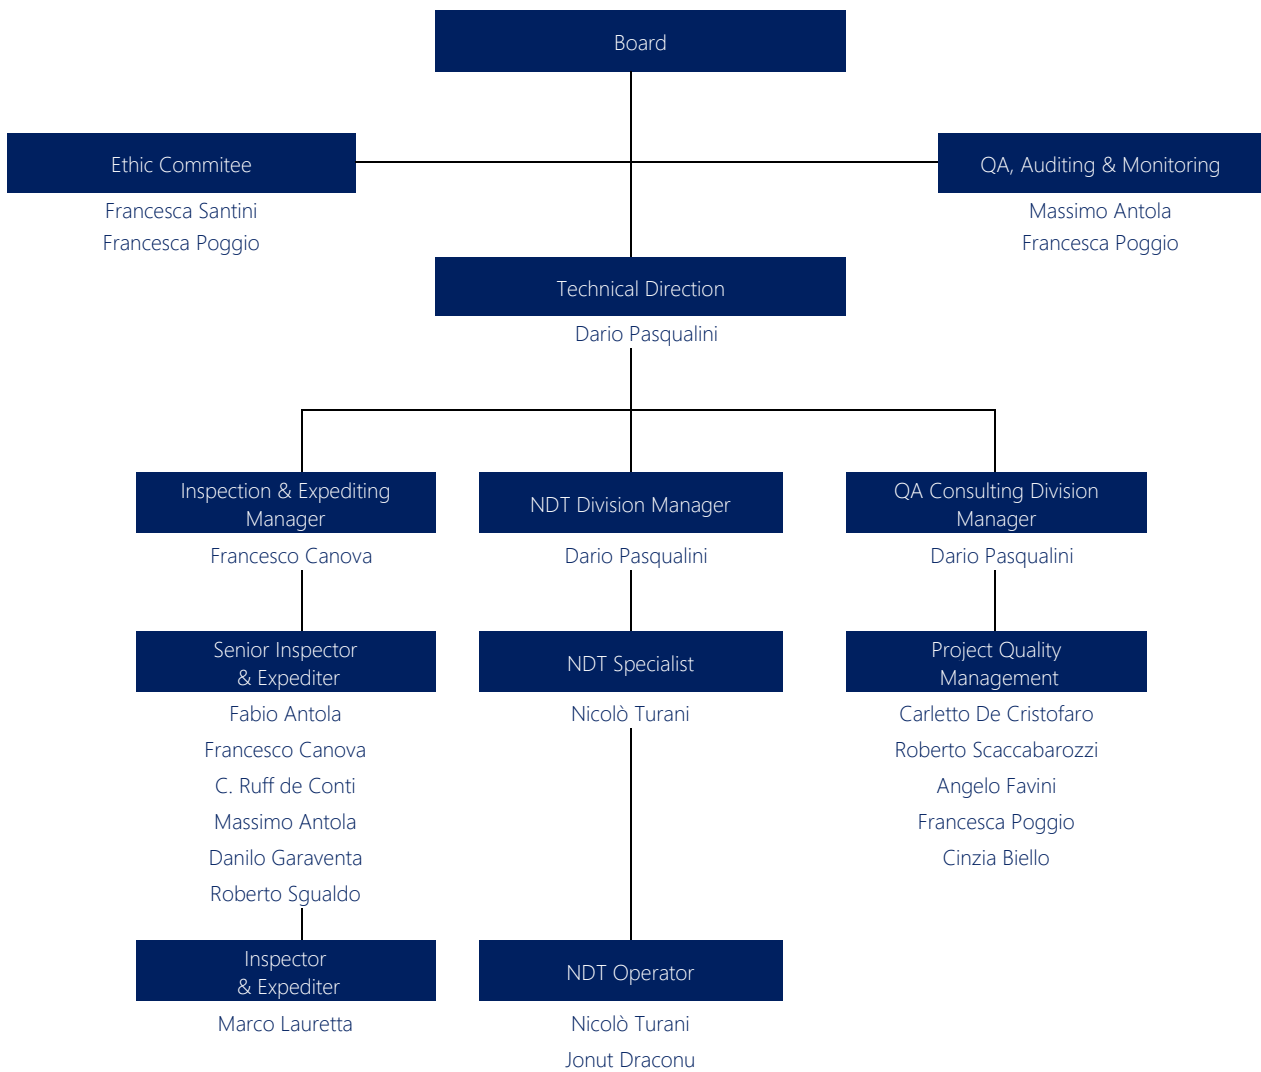 Board
Ethic Commitee
QA, Auditing & Monitoring
Francesca Santini
Francesca Poggio
Massimo Antola
Francesca Poggio
Technical Direction
Dario Pasqualini
Inspection & Expediting
Manager
Francesco Canova
NDT Division Manager
Dario Pasqualini
QA Consulting Division
Manager
Dario Pasqualini
Senior Inspector
& Expediter
Fabio Antola
Francesco Canova
C. Ruff de Conti
Massimo Antola
Danilo Garaventa
Roberto Sgualdo
NDT Specialist
Nicolò Turani
Project Quality
Management
Carletto De Cristofaro
Roberto Scaccabarozzi
Angelo Favini
Francesca Poggio
Cinzia Biello
Inspector
& Expediter
Marco Lauretta
NDT Operator
Nicolò Turani
Jonut Draconu